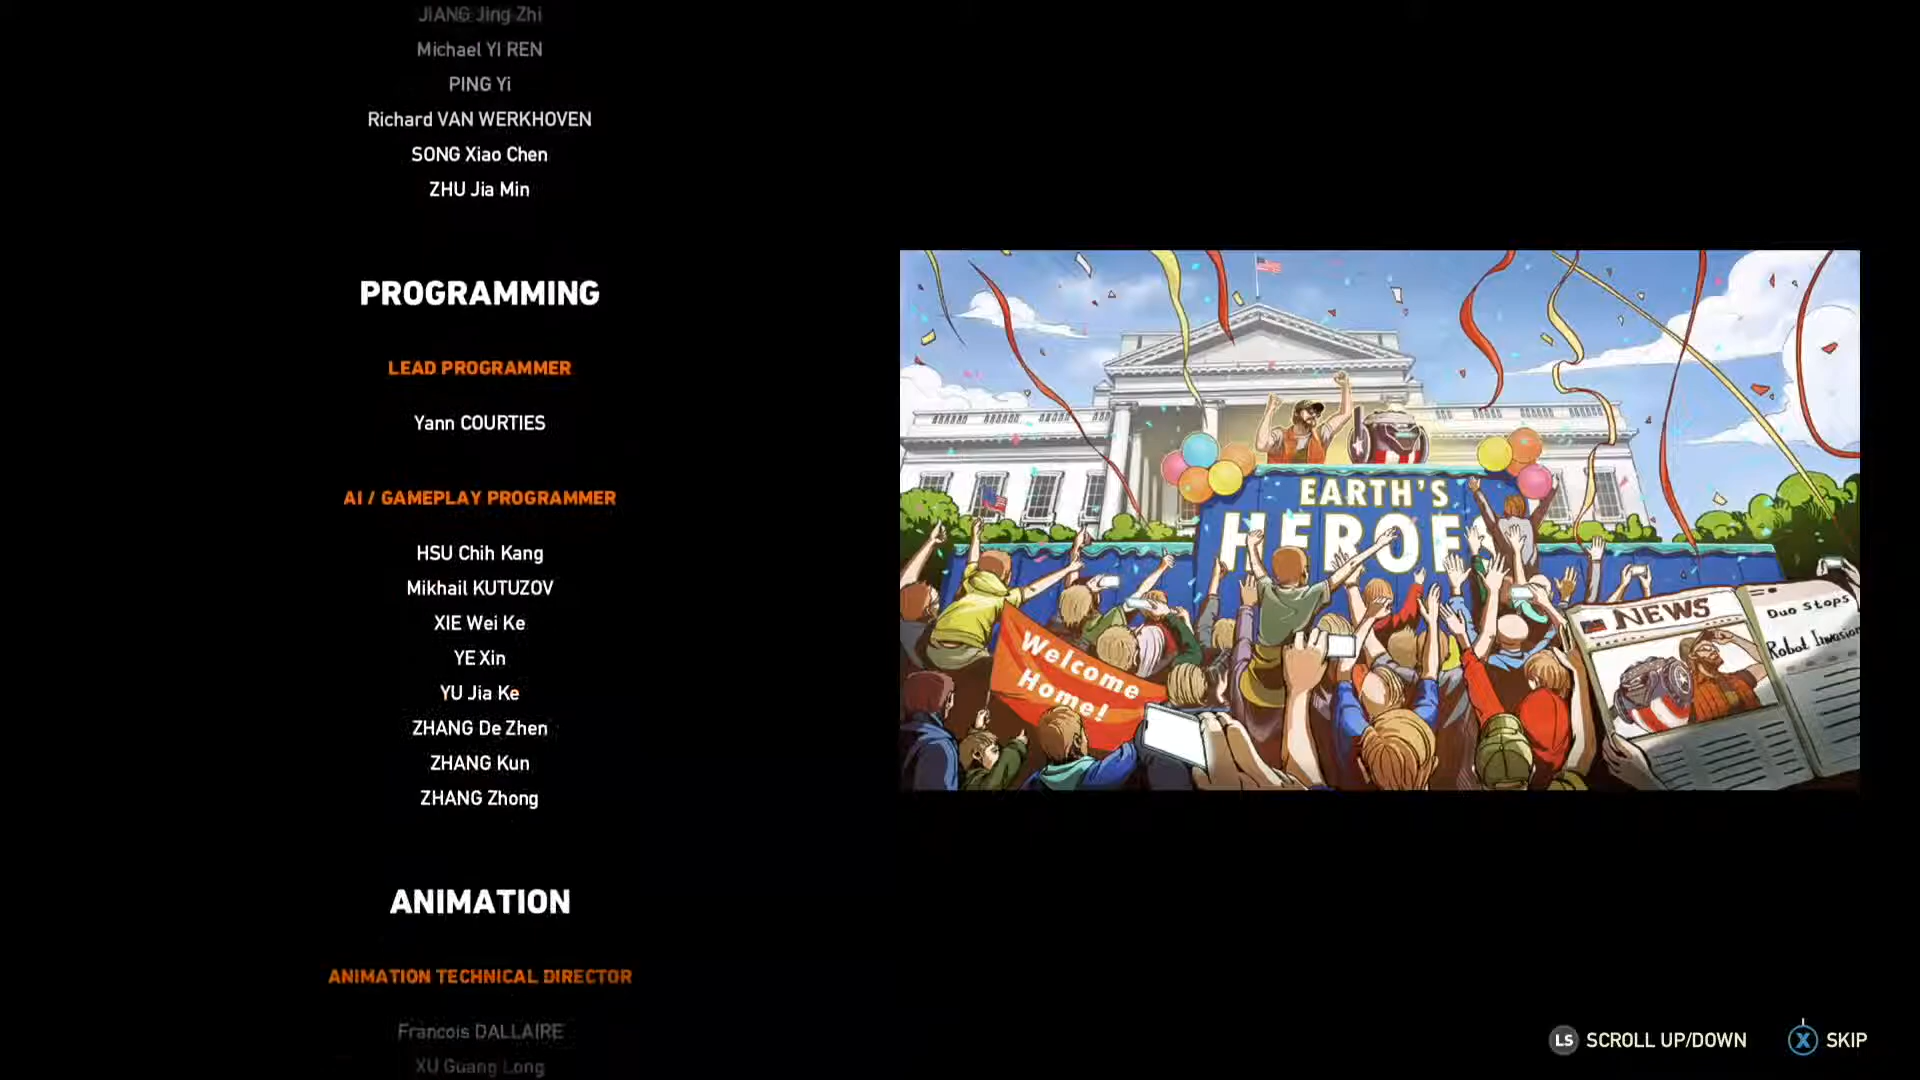 JIANG Jing Zhi
Michael YI REN
PING Yi
Richard VAN WERKHOVEN
SONG Xiao Chen
ZHU Jia Min
PROGRAMMING
LEAD PROGRAMMER
Yann COURTIES
AI / GAMEPLAY PROGRAMMER
HSU Chih Kang
Mikhail KUTUZOV
XIE Wei Ke
YE Xin
YU Jia Ke
ZHANG De Zhen
ZHANG Kun
ZHANG Zhong
ANIMATION
ANIMATION TECHNICAL DIRECTOR
Francois DALLAIRE
XU Guang Long
EARTH'S
HEROES
Welcome
Home!
NEWS
Duo Stops
Robot Invasion
LS SCROLL UP/DOWN
X SKIP